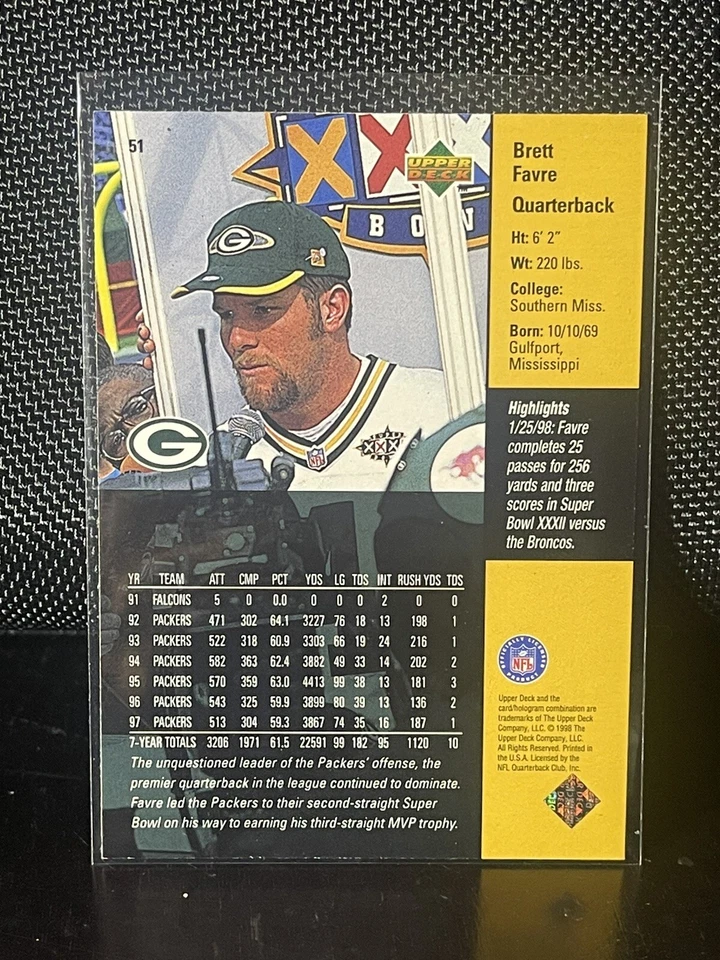 51
XXX
UPPER
DECK
BOW
G
G
XXXII
NFL
Brett
Favre
Quarterback
Ht: 6' 2"
Wt: 220 lbs.
College:
Southern Miss.
Born: 10/10/69
Gulfport,
Mississippi
Highlights
1/25/98: Favre
completes 25
passes for 256
yards and three
scores in Super
Bowl XXXII versus
the Broncos.
YR TEAM ATT CMP PCT YDS LG TDS INT RUSH YDS TDS
91 FALCONS 5 0 0.0 0 0 0 2 0 0
92 PACKERS 471 302 64.1 3227 76 18 13 198 1
93 PACKERS 522 318 60.9 3303 66 19 24 216 1
94 PACKERS 582 363 62.4 3882 49 33 14 202 2
95 PACKERS 570 359 63.0 4413 99 38 13 181 3
96 PACKERS 543 325 59.9 3899 80 39 13 136 2
97 PACKERS 513 304 59.3 3867 74 35 16 187 1
7-YEAR TOTALS 3206 1971 61.5 22591 99 182 95 1120 10
The unquestioned leader of the Packers' offense, the
premier quarterback in the league continued to dominate.
Favre led the Packers to their second-straight Super
Bowl on his way to earning his third-straight MVP trophy.
OFFICIALLY LICENSED
NFL
PRODUCT
Upper Deck and the
card/hologram combination are
trademarks of The Upper Deck
Company, LLC. © 1998 The
Upper Deck Company, LLC.
All Rights Reserved. Printed in
the U.S.A. Licensed by the
NFL Quarterback Club, Inc.